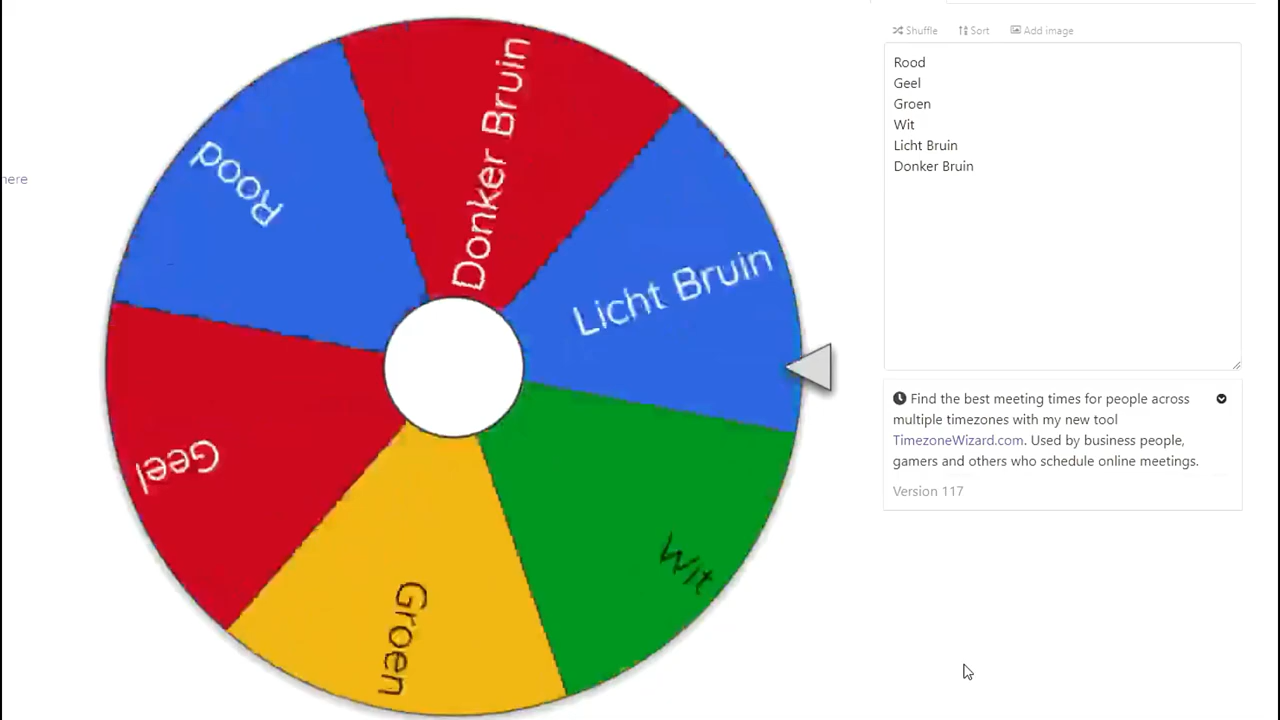 Shuffle Sort Add image
Rood
Geel
Groen
Wit
Licht Bruin
Donker Bruin
here
Donker Bruin
Rood
Licht Bruin
Geel
Wit
Groen
Find the best meeting times for people across
multiple timezones with my new tool
TimezoneWizard.com. Used by business people,
gamers and others who schedule online meetings.
Version 117